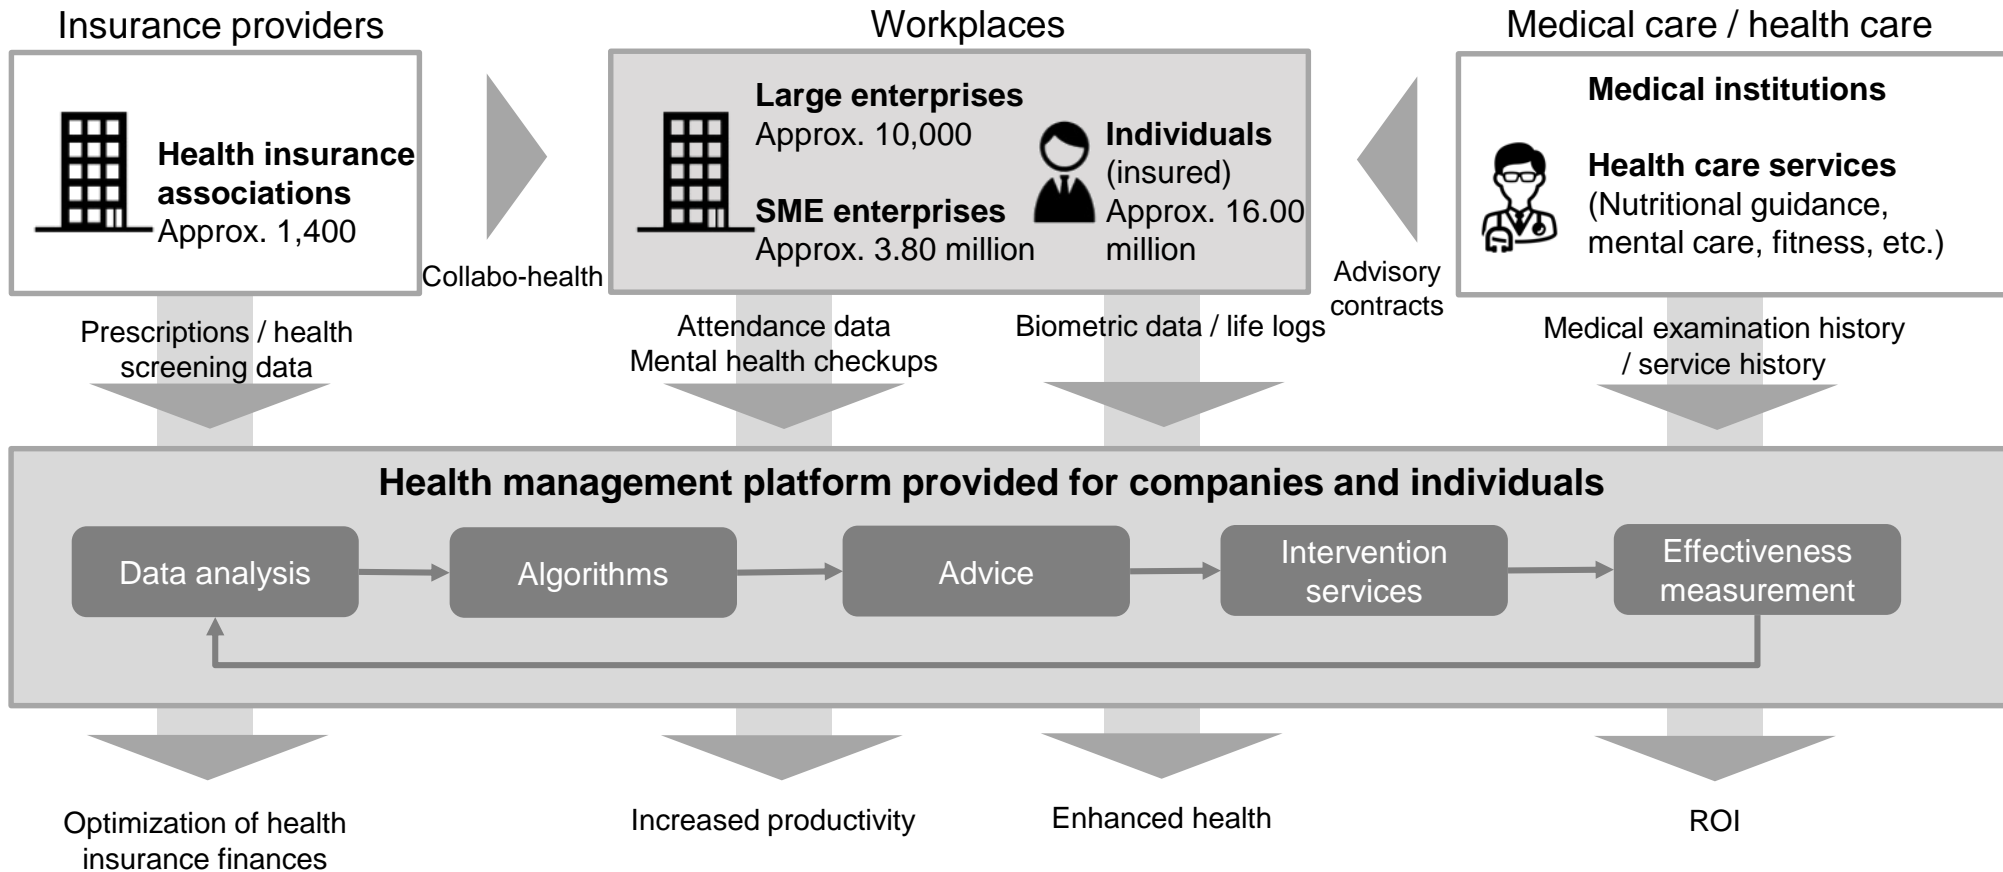 Insurance providers
Workplaces
Medical care / health care
Health insurance
associations
Approx. 1,400
Collabo-health
Large enterprises
Approx. 10,000
SME enterprises
Approx. 3.80 million
Individuals
(insured)
Approx. 16.00
million
Advisory
contracts
Medical institutions
Health care services
(Nutritional guidance,
mental care, fitness, etc.)
Prescriptions / health
screening data
Attendance data
Mental health checkups
Biometric data / life logs
Medical examination history
/ service history
Health management platform provided for companies and individuals
Data analysis
Algorithms
Advice
Intervention
services
Effectiveness
measurement
Optimization of health
insurance finances
Increased productivity
Enhanced health
ROI